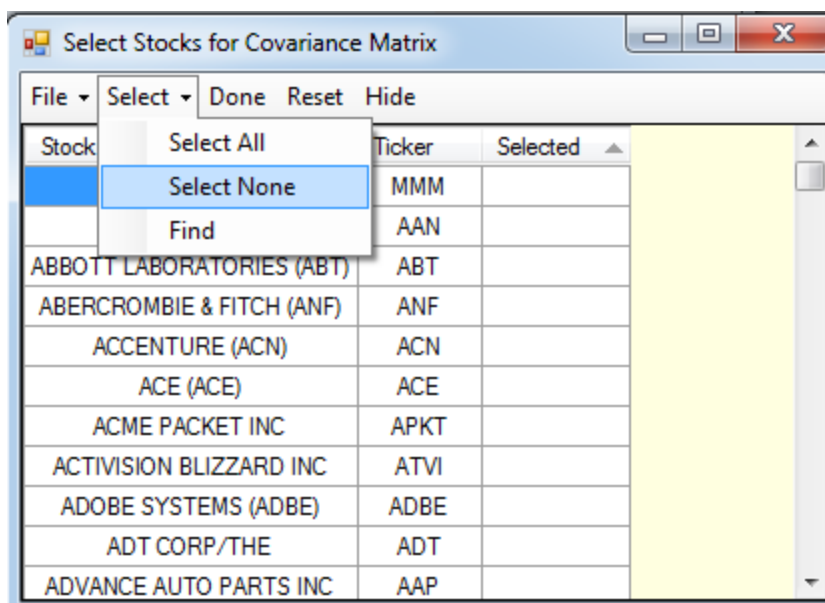 Select Stocks for Covariance Matrix
File Select Done Reset Hide
Stock Ticker Selected
Select All
Select None
Find
MMM
AAN
ABBOTT LABORATORIES (ABT) ABT
ABERCROMBIE & FITCH (ANF) ANF
ACCENTURE (ACN) ACN
ACE (ACE) ACE
ACME PACKET INC APKT
ACTIVISION BLIZZARD INC ATVI
ADOBE SYSTEMS (ADBE) ADBE
ADT CORP/THE ADT
ADVANCE AUTO PARTS INC AAP